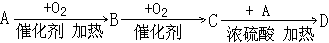 A →(+O₂ / 催化剂 加热) B →(+O₂ / 催化剂) C →(+ A / 浓硫酸 加热) D